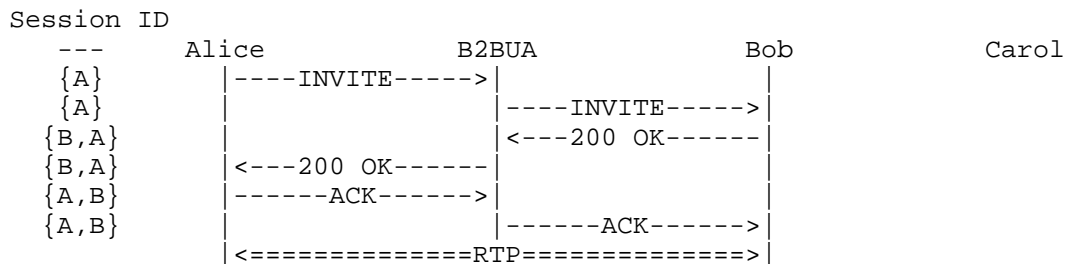 Session ID
--- Alice B2BUA Bob Carol
{A} |----INVITE----->| |
{A} | |----INVITE----->|
{B,A} | |<---200 OK------|
{B,A} |<---200 OK------| |
{A,B} |------ACK------>| |
{A,B} | |------ACK------>|
|<==============RTP==============>|